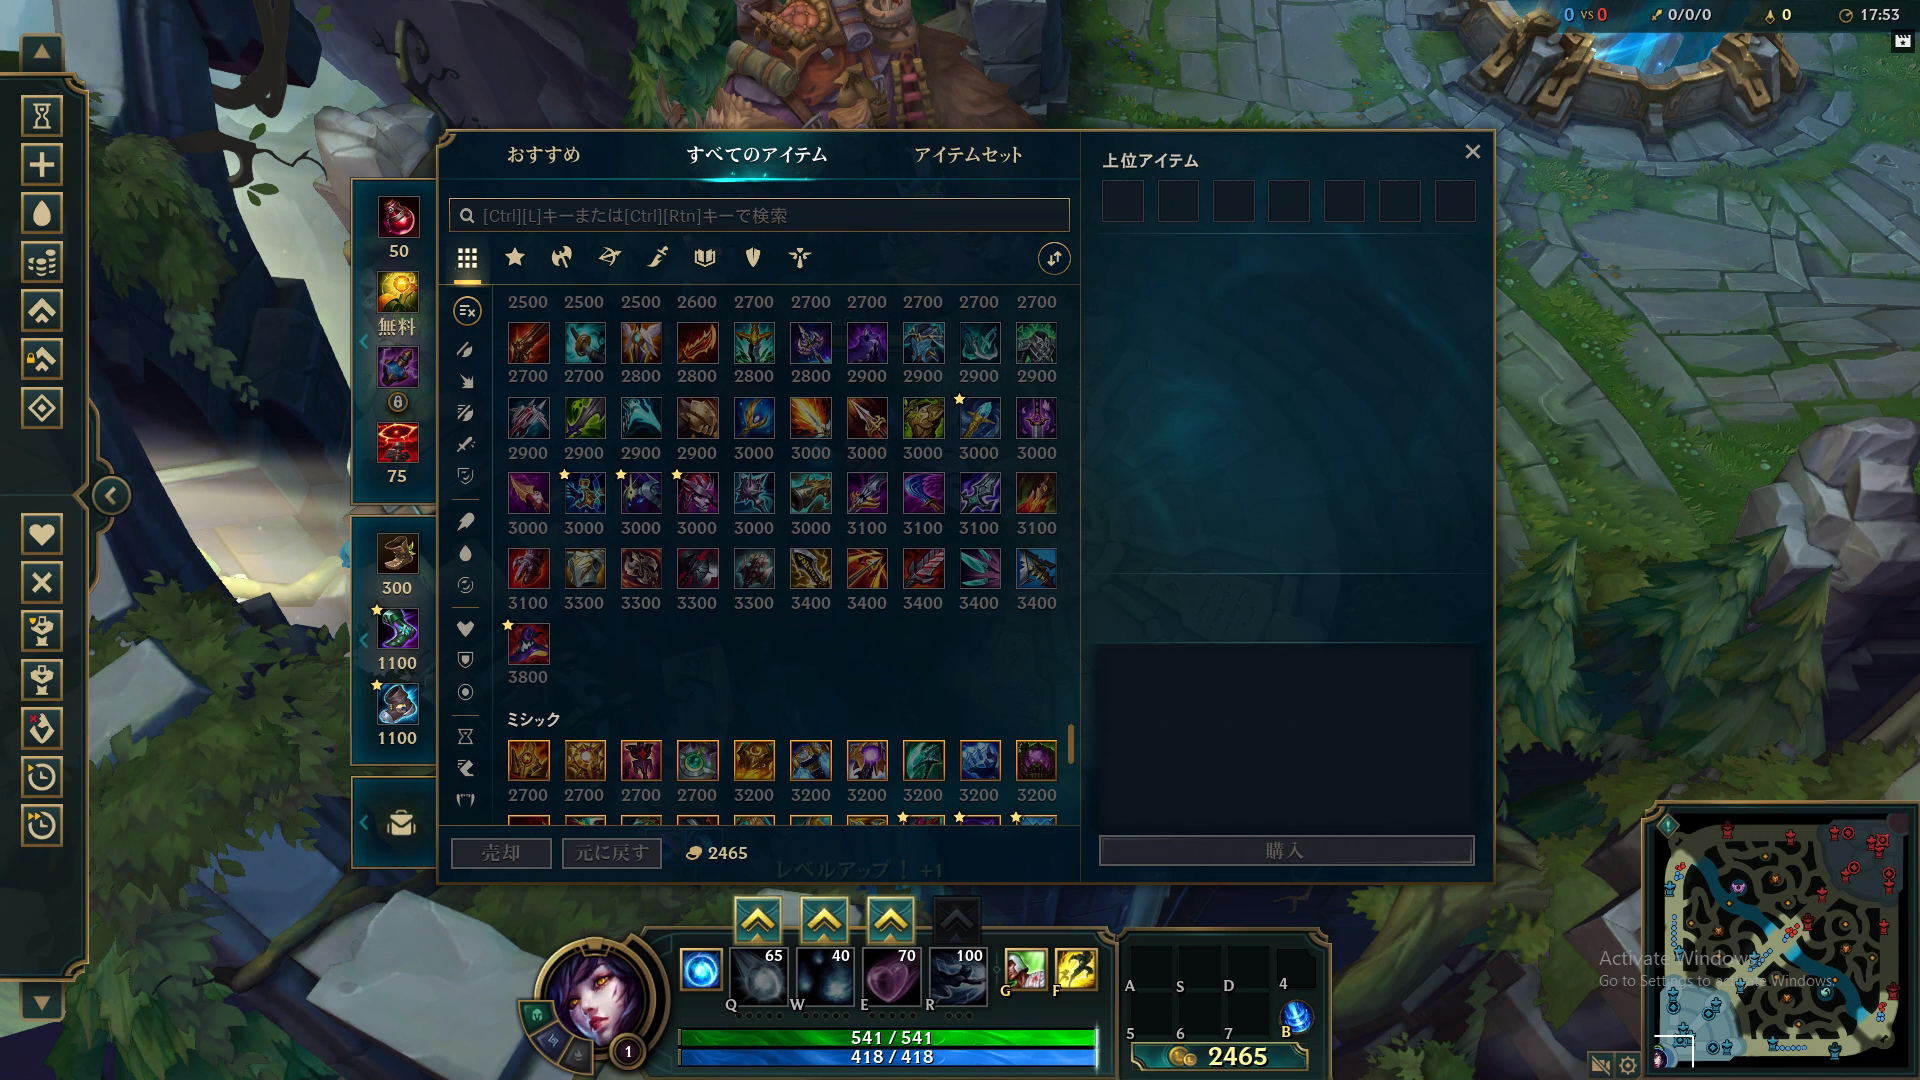 0 vs 0
0/0/0
0
17:53
おすすめ
すべてのアイテム
アイテムセット
[Ctrl][L]キーまたは[Ctrl][Rtn]キーで検索
上位アイテム
50
無料
75
300
1100
1100
2500 2500 2500 2600 2700 2700 2700 2700 2700 2700
2700 2700 2800 2800 2800 2800 2900 2900 2900 2900
2900 2900 2900 2900 3000 3000 3000 3000 3000 3000
3000 3000 3000 3000 3000 3000 3100 3100 3100 3100
3100 3300 3300 3300 3300 3400 3400 3400 3400 3400
3800
ミシック
2700 2700 2700 2700 3200 3200 3200 3200 3200 3200
売却
元に戻す
2465
購入
レベルアップ！ +1
65 40 70 100
Q W E R G F
1
541 / 541
418 / 418
A S D 4
5 6 7 B
2465
Activate Windows
Go to Settings to activate Windows.